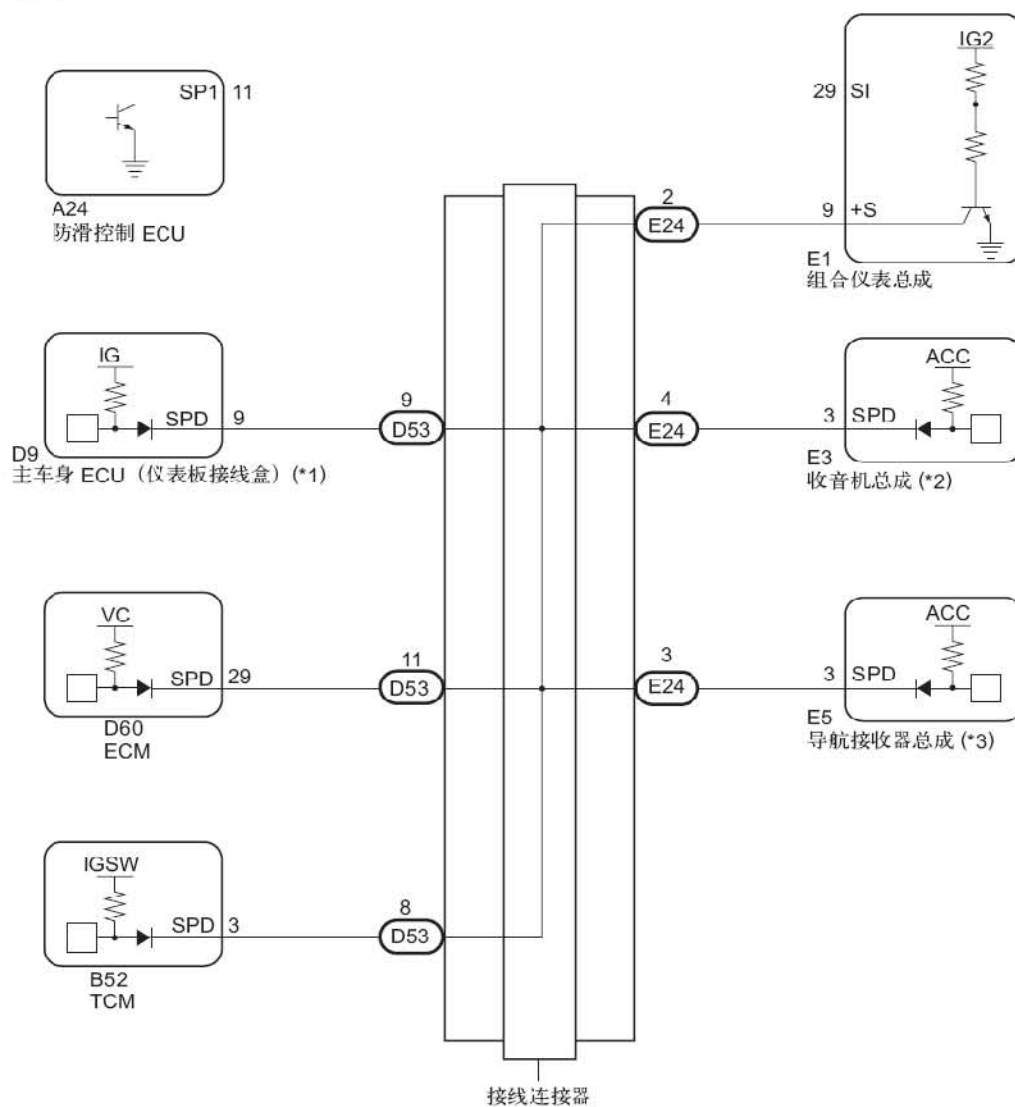 SP1 11
A24
防滑控制 ECU
IG2
29 SI
9 +S
E1
组合仪表总成
2
E24
IG
SPD 9
D9
主车身 ECU（仪表板接线盒）(*1)
9
D53
4
E24
ACC
3 SPD
E3
收音机总成 (*2)
VC
SPD 29
D60
ECM
11
D53
3
E24
ACC
3 SPD
E5
导航接收器总成 (*3)
IGSW
SPD 3
B52
TCM
8
D53
接线连接器